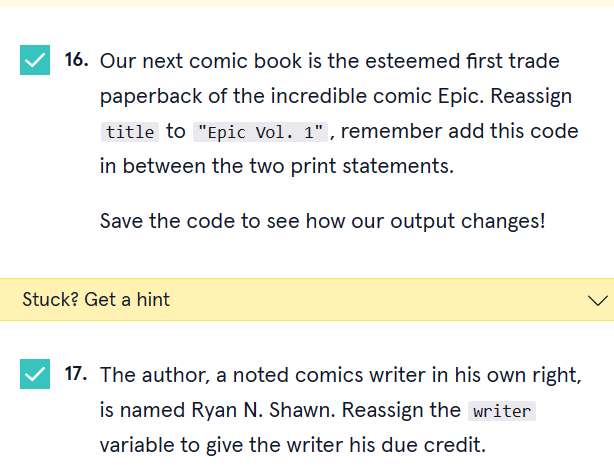 16. Our next comic book is the esteemed first trade
paperback of the incredible comic Epic. Reassign
title to "Epic Vol. 1", remember add this code
in between the two print statements.
Save the code to see how our output changes!
Stuck? Get a hint
17. The author, a noted comics writer in his own right,
is named Ryan N. Shawn. Reassign the writer
variable to give the writer his due credit.